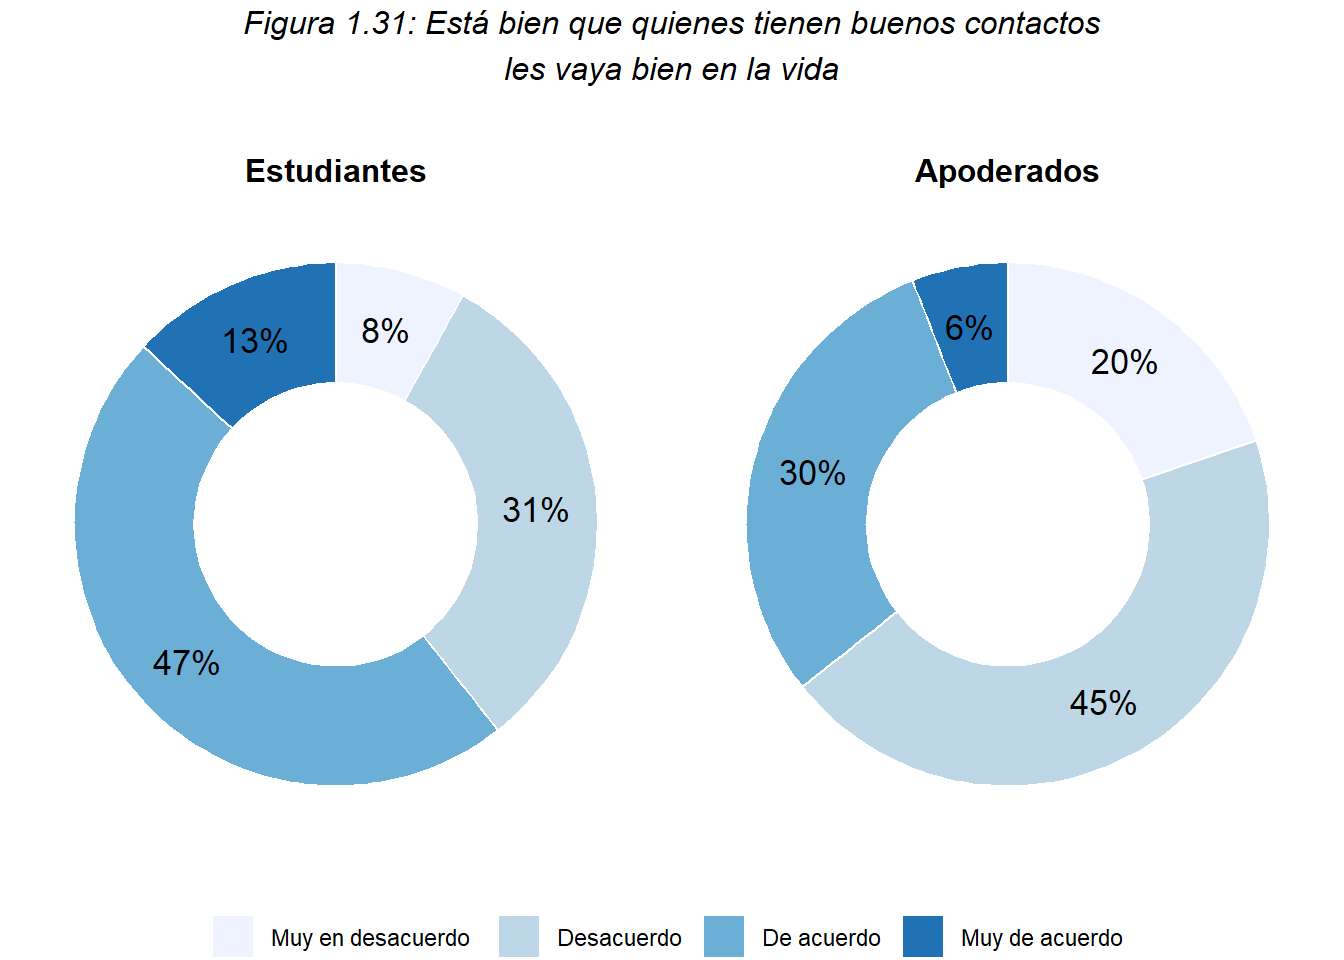 Figura 1.31: Está bien que quienes tienen buenos contactos
les vaya bien en la vida
Estudiantes
13%
8%
31%
47%
Apoderados
6%
20%
30%
45%
Muy en desacuerdo
Desacuerdo
De acuerdo
Muy de acuerdo